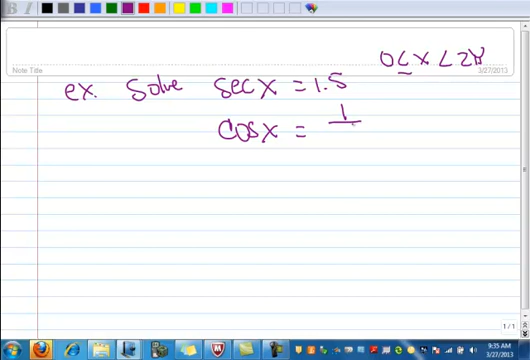 B I
0 ≤ x < 2π
Note Title
3/27/2013
ex. Solve sec x = 1.5
cos x = 1
1 / 1
9:35 AM
3/27/2013